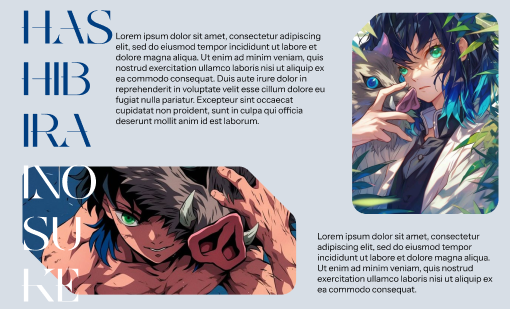 HAS
HIB
IRA
Lorem ipsum dolor sit amet, consectetur adipiscing
elit, sed do eiusmod tempor incididunt ut labore et
dolore magna aliqua. Ut enim ad minim veniam, quis
nostrud exercitation ullamco laboris nisi ut aliquip ex
ea commodo consequat. Duis aute irure dolor in
reprehenderit in voluptate velit esse cillum dolore eu
fugiat nulla pariatur. Excepteur sint occaecat
cupidatat non proident, sunt in culpa qui officia
deserunt mollit anim id est laborum.
INO
SU
KE
Lorem ipsum dolor sit amet, consectetur
adipiscing elit, sed do eiusmod tempor
incididunt ut labore et dolore magna aliqua.
Ut enim ad minim veniam, quis nostrud
exercitation ullamco laboris nisi ut aliquip ex
ea commodo consequat.